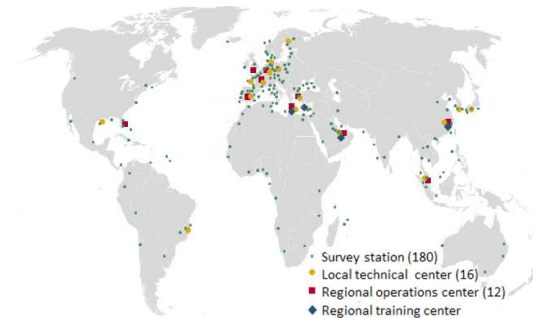 Survey station (180)
Local technical center (16)
Regional operations center (12)
Regional training center